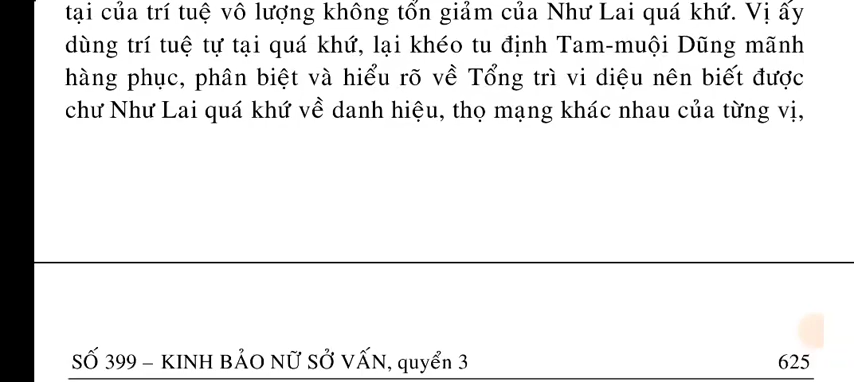 tại của trí tuệ vô lượng không tổn giảm của Như Lai quá khứ. Vị ấy
dùng trí tuệ tự tại quá khứ, lại khéo tu định Tam-muội Dũng mãnh
hàng phục, phân biệt và hiểu rõ về Tổng trì vi diệu nên biết được
chư Như Lai quá khứ về danh hiệu, thọ mạng khác nhau của từng vị,
SỐ 399 – KINH BẢO NỮ SỞ VẤN, quyển 3 625